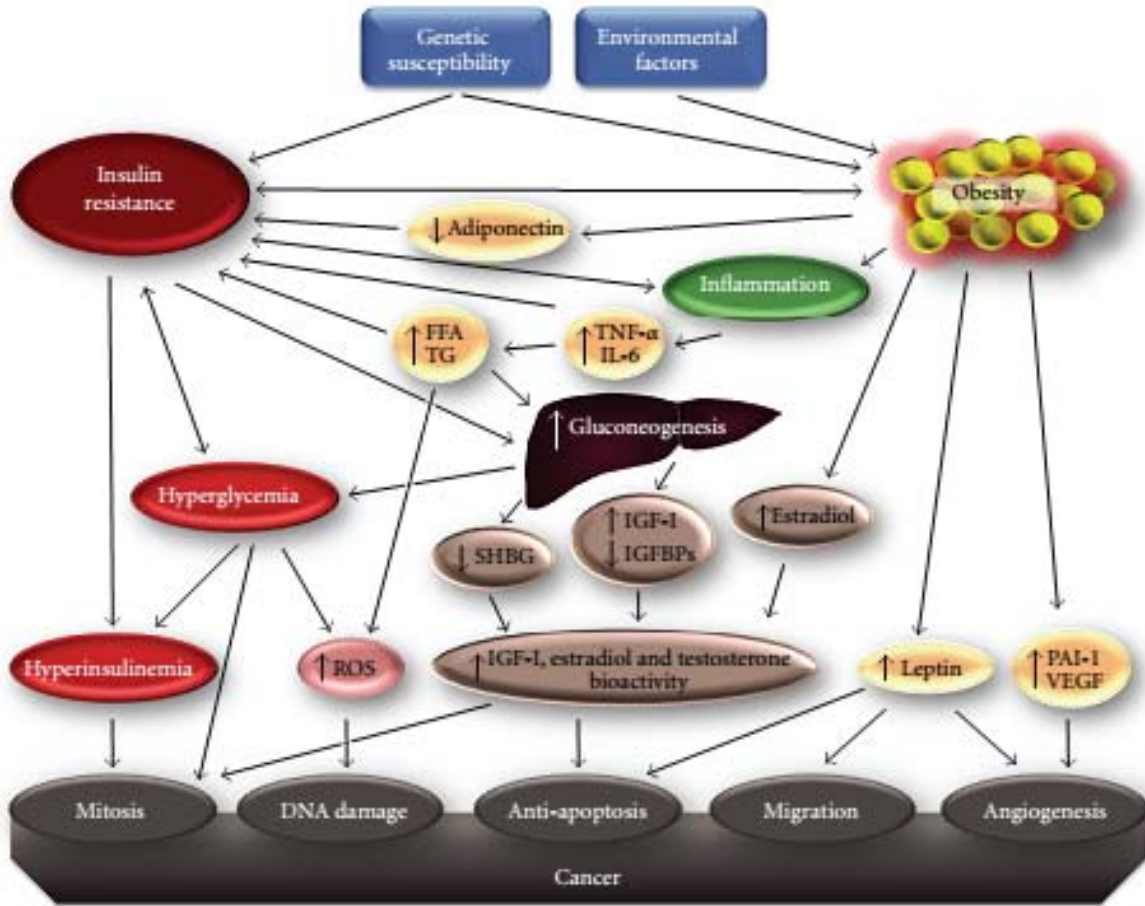 Genetic
susceptibility
Environmental
factors
Insulin
resistance
Obesity
↓ Adiponectin
Inflammation
↑ FFA
TG
↑ TNF-α
IL-6
↑ Gluconeogenesis
Hyperglycemia
↑ IGF-I
↓ IGFBPs
↑ Estradiol
↓ SHBG
Hyperinsulinemia
↑ ROS
↑ IGF-I, estradiol and testosterone
bioactivity
↑ Leptin
↑ PAI-1
VEGF
Mitosis
DNA damage
Anti-apoptosis
Migration
Angiogenesis
Cancer